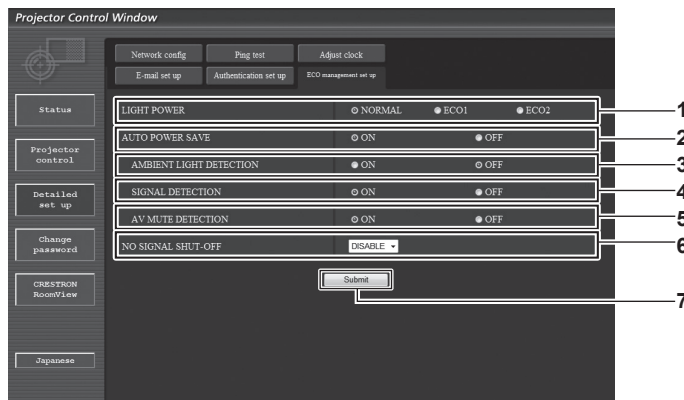 Projector Control Window
Network config
Ping test
Adjust clock
E-mail set up
Authentication set up
ECO management set up
Status
Projector control
Detailed set up
Change password
CRESTRON RoomView
Japanese
LIGHT POWER NORMAL ECO1 ECO2 1
AUTO POWER SAVE ON OFF 2
AMBIENT LIGHT DETECTION ON OFF 3
SIGNAL DETECTION ON OFF 4
AV MUTE DETECTION ON OFF 5
NO SIGNAL SHUT-OFF DISABLE 6
Submit 7